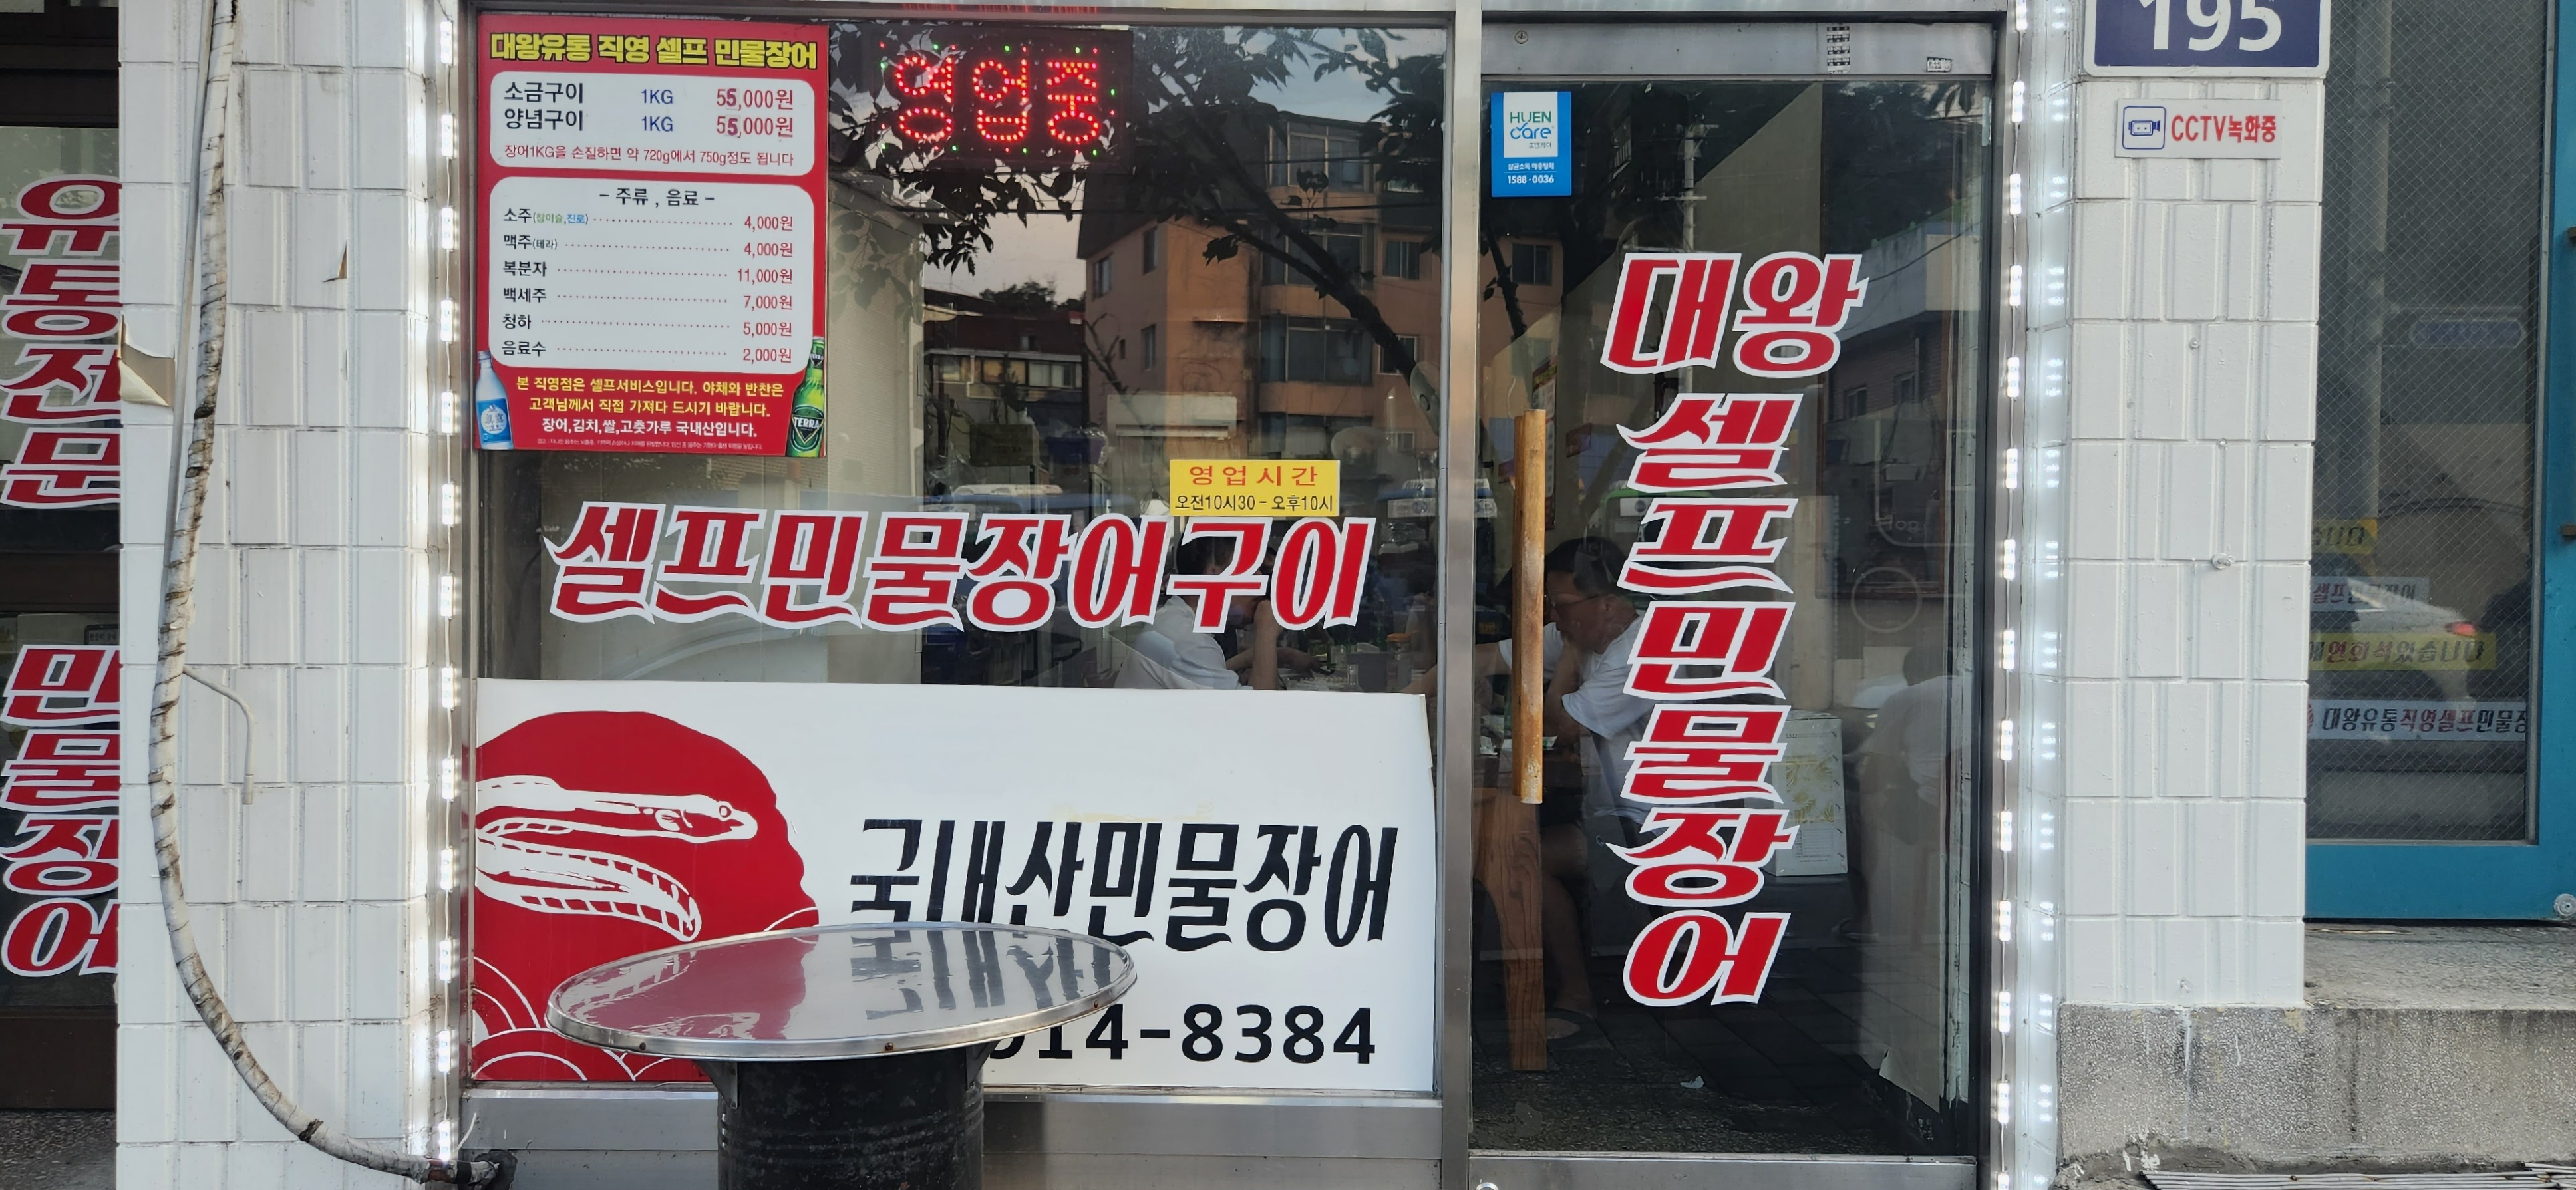 유통전문
민물장어
대왕유통 직영 셀프 민물장어
소금구이 1KG 55,000원
양념구이 1KG 55,000원
장어1KG을 손질하면 약 720g에서 750g정도 됩니다
- 주류 , 음료 -
소주(참이슬,진로) 4,000원
맥주(테라) 4,000원
복분자 11,000원
백세주 7,000원
청하 5,000원
음료수 2,000원
본 직영점은 셀프서비스입니다. 야채와 반찬은
고객님께서 직접 가져다 드시기 바랍니다.
장어,김치,쌀,고춧가루 국내산입니다.
TERRA
영업중
영업시간
오전10시30 - 오후10시
셀프민물장어구이
국내산민물장어
14-8384
HUEN
Care
1588-0036
대왕
셀프민물장어
195
CCTV녹화중
셀프민물장어
대왕유통직영셀프민물장